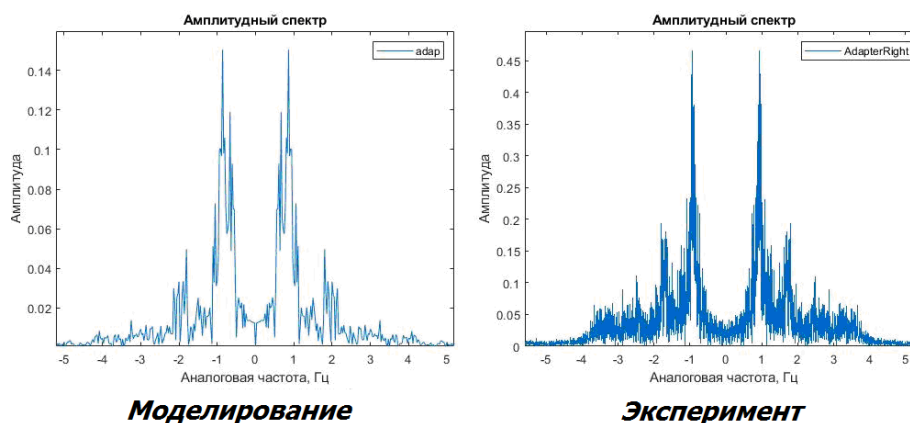 Амплитудный спектр
adap
0.14
0.12
0.1
0.08
0.06
0.04
0.02
Амплитуда
-5 -4 -3 -2 -1 0 1 2 3 4 5
Аналоговая частота, Гц
Моделирование
Амплитудный спектр
AdapterRight
0.45
0.4
0.35
0.3
0.25
0.2
0.15
0.1
0.05
0
Амплитуда
-5 -4 -3 -2 -1 0 1 2 3 4 5
Аналоговая частота, Гц
Эксперимент